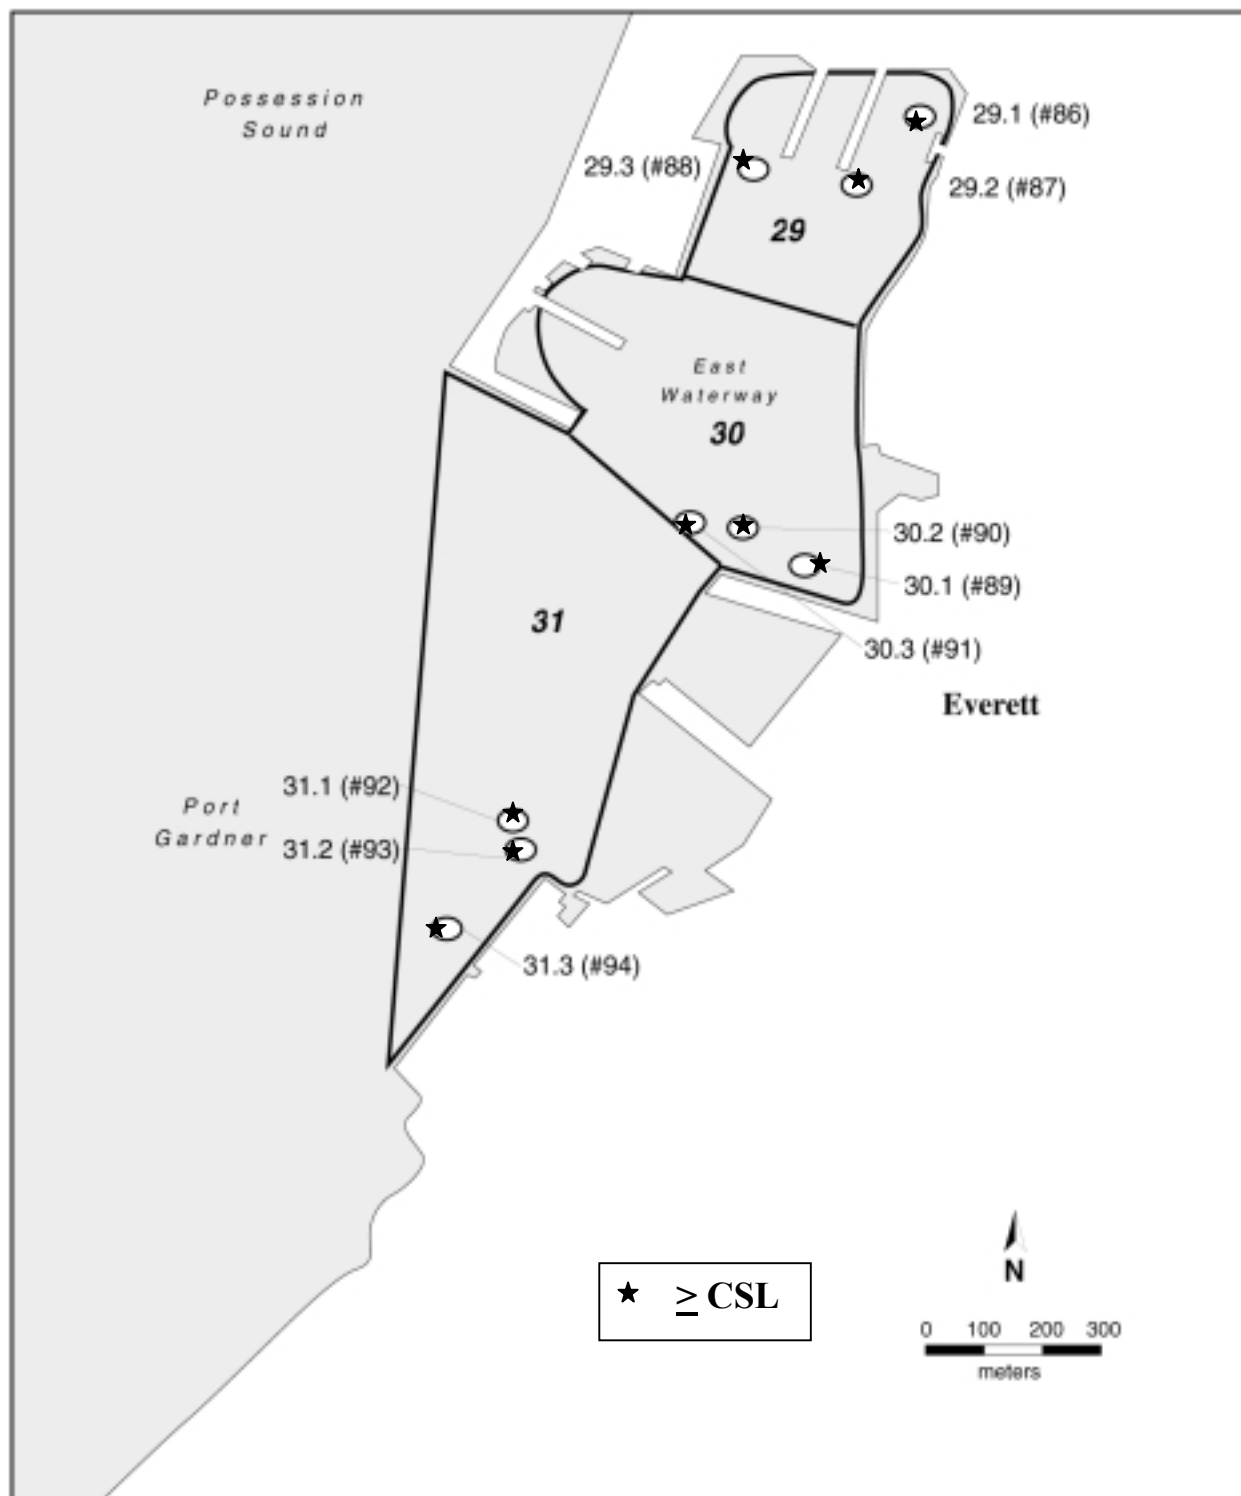 Possession
Sound
29.1 (#86)
29.3 (#88)
29.2 (#87)
29
East
Waterway
30
30.2 (#90)
30.1 (#89)
31
30.3 (#91)
Everett
31.1 (#92)
Port
Gardner
31.2 (#93)
31.3 (#94)
N
≥ CSL
0 100 200 300
meters